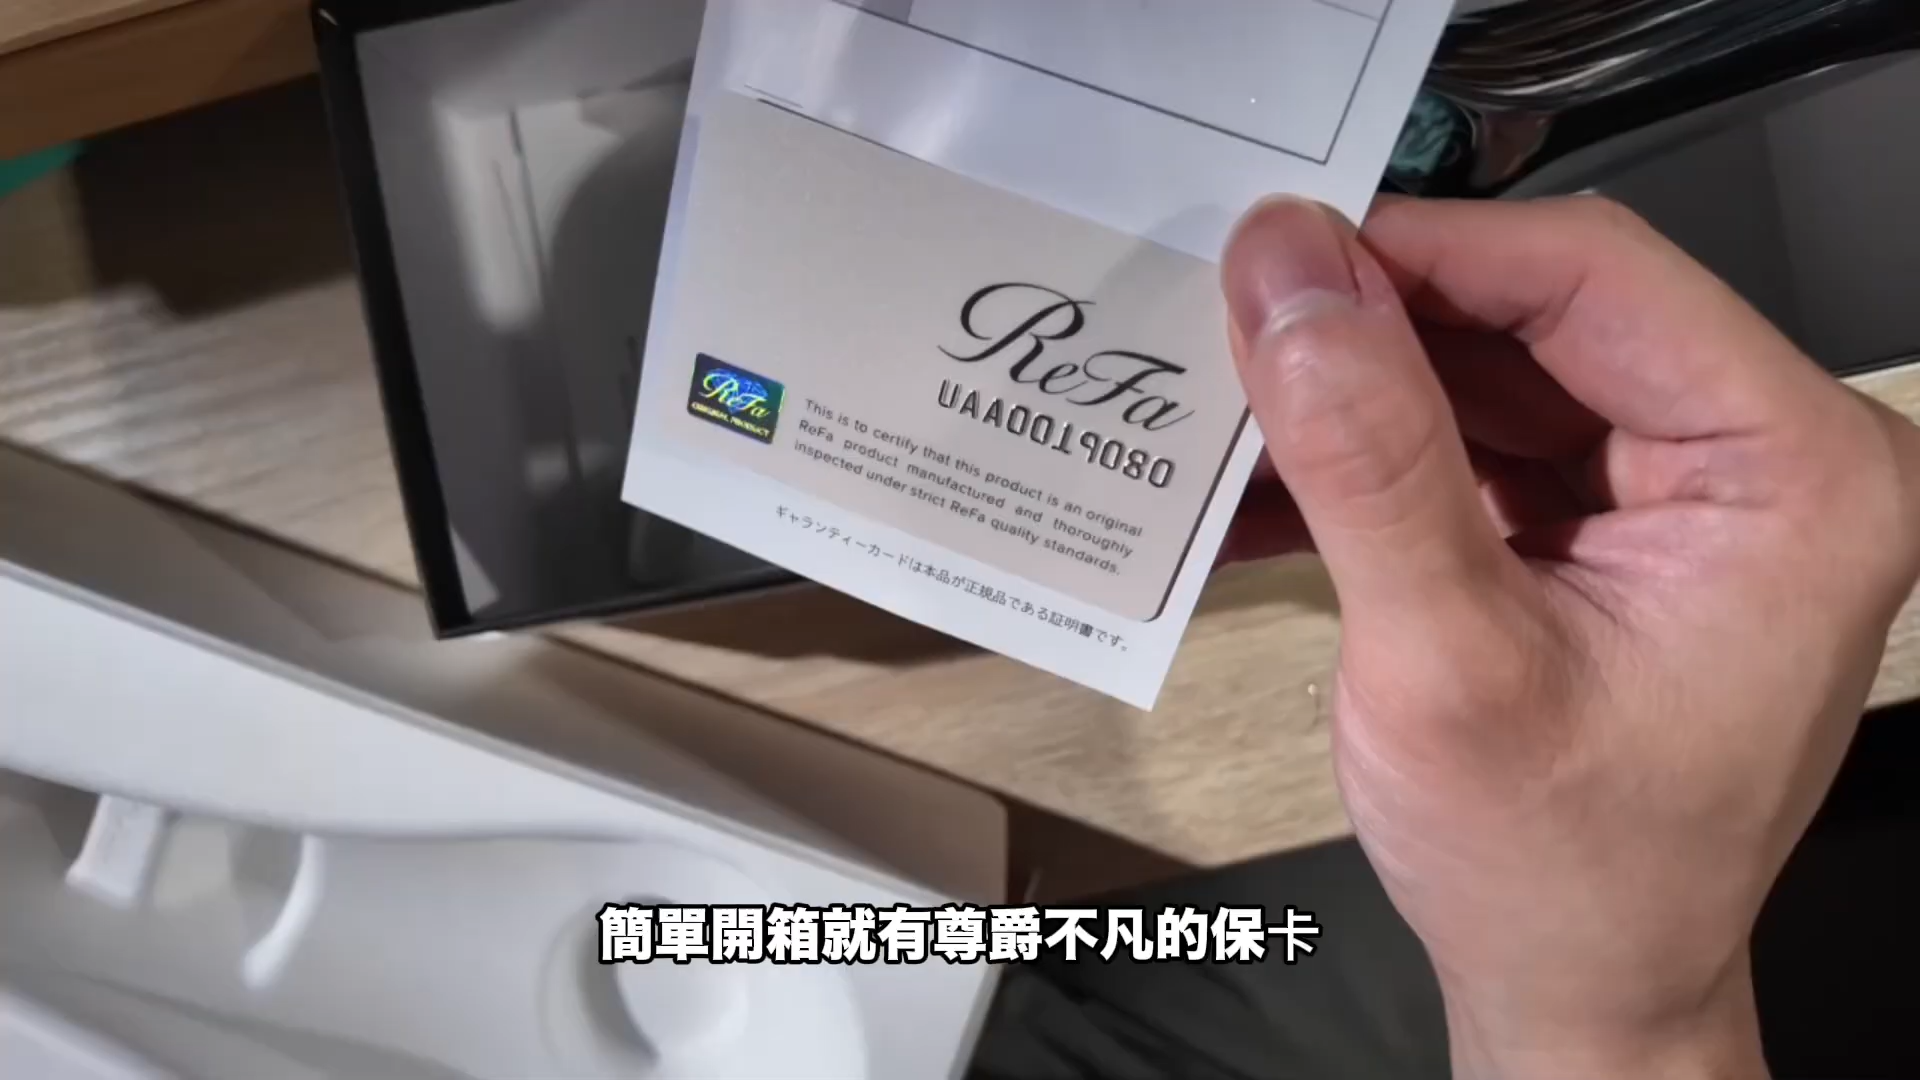 ReFa
UAA0019080
ReFa
ORIGINAL PRODUCT
This is to certify that this product is an original
ReFa product manufactured and thoroughly
inspected under strict ReFa quality standards.
ギャランティーカードは本品が正規品である証明書です。
簡單開箱就有尊爵不凡的保卡